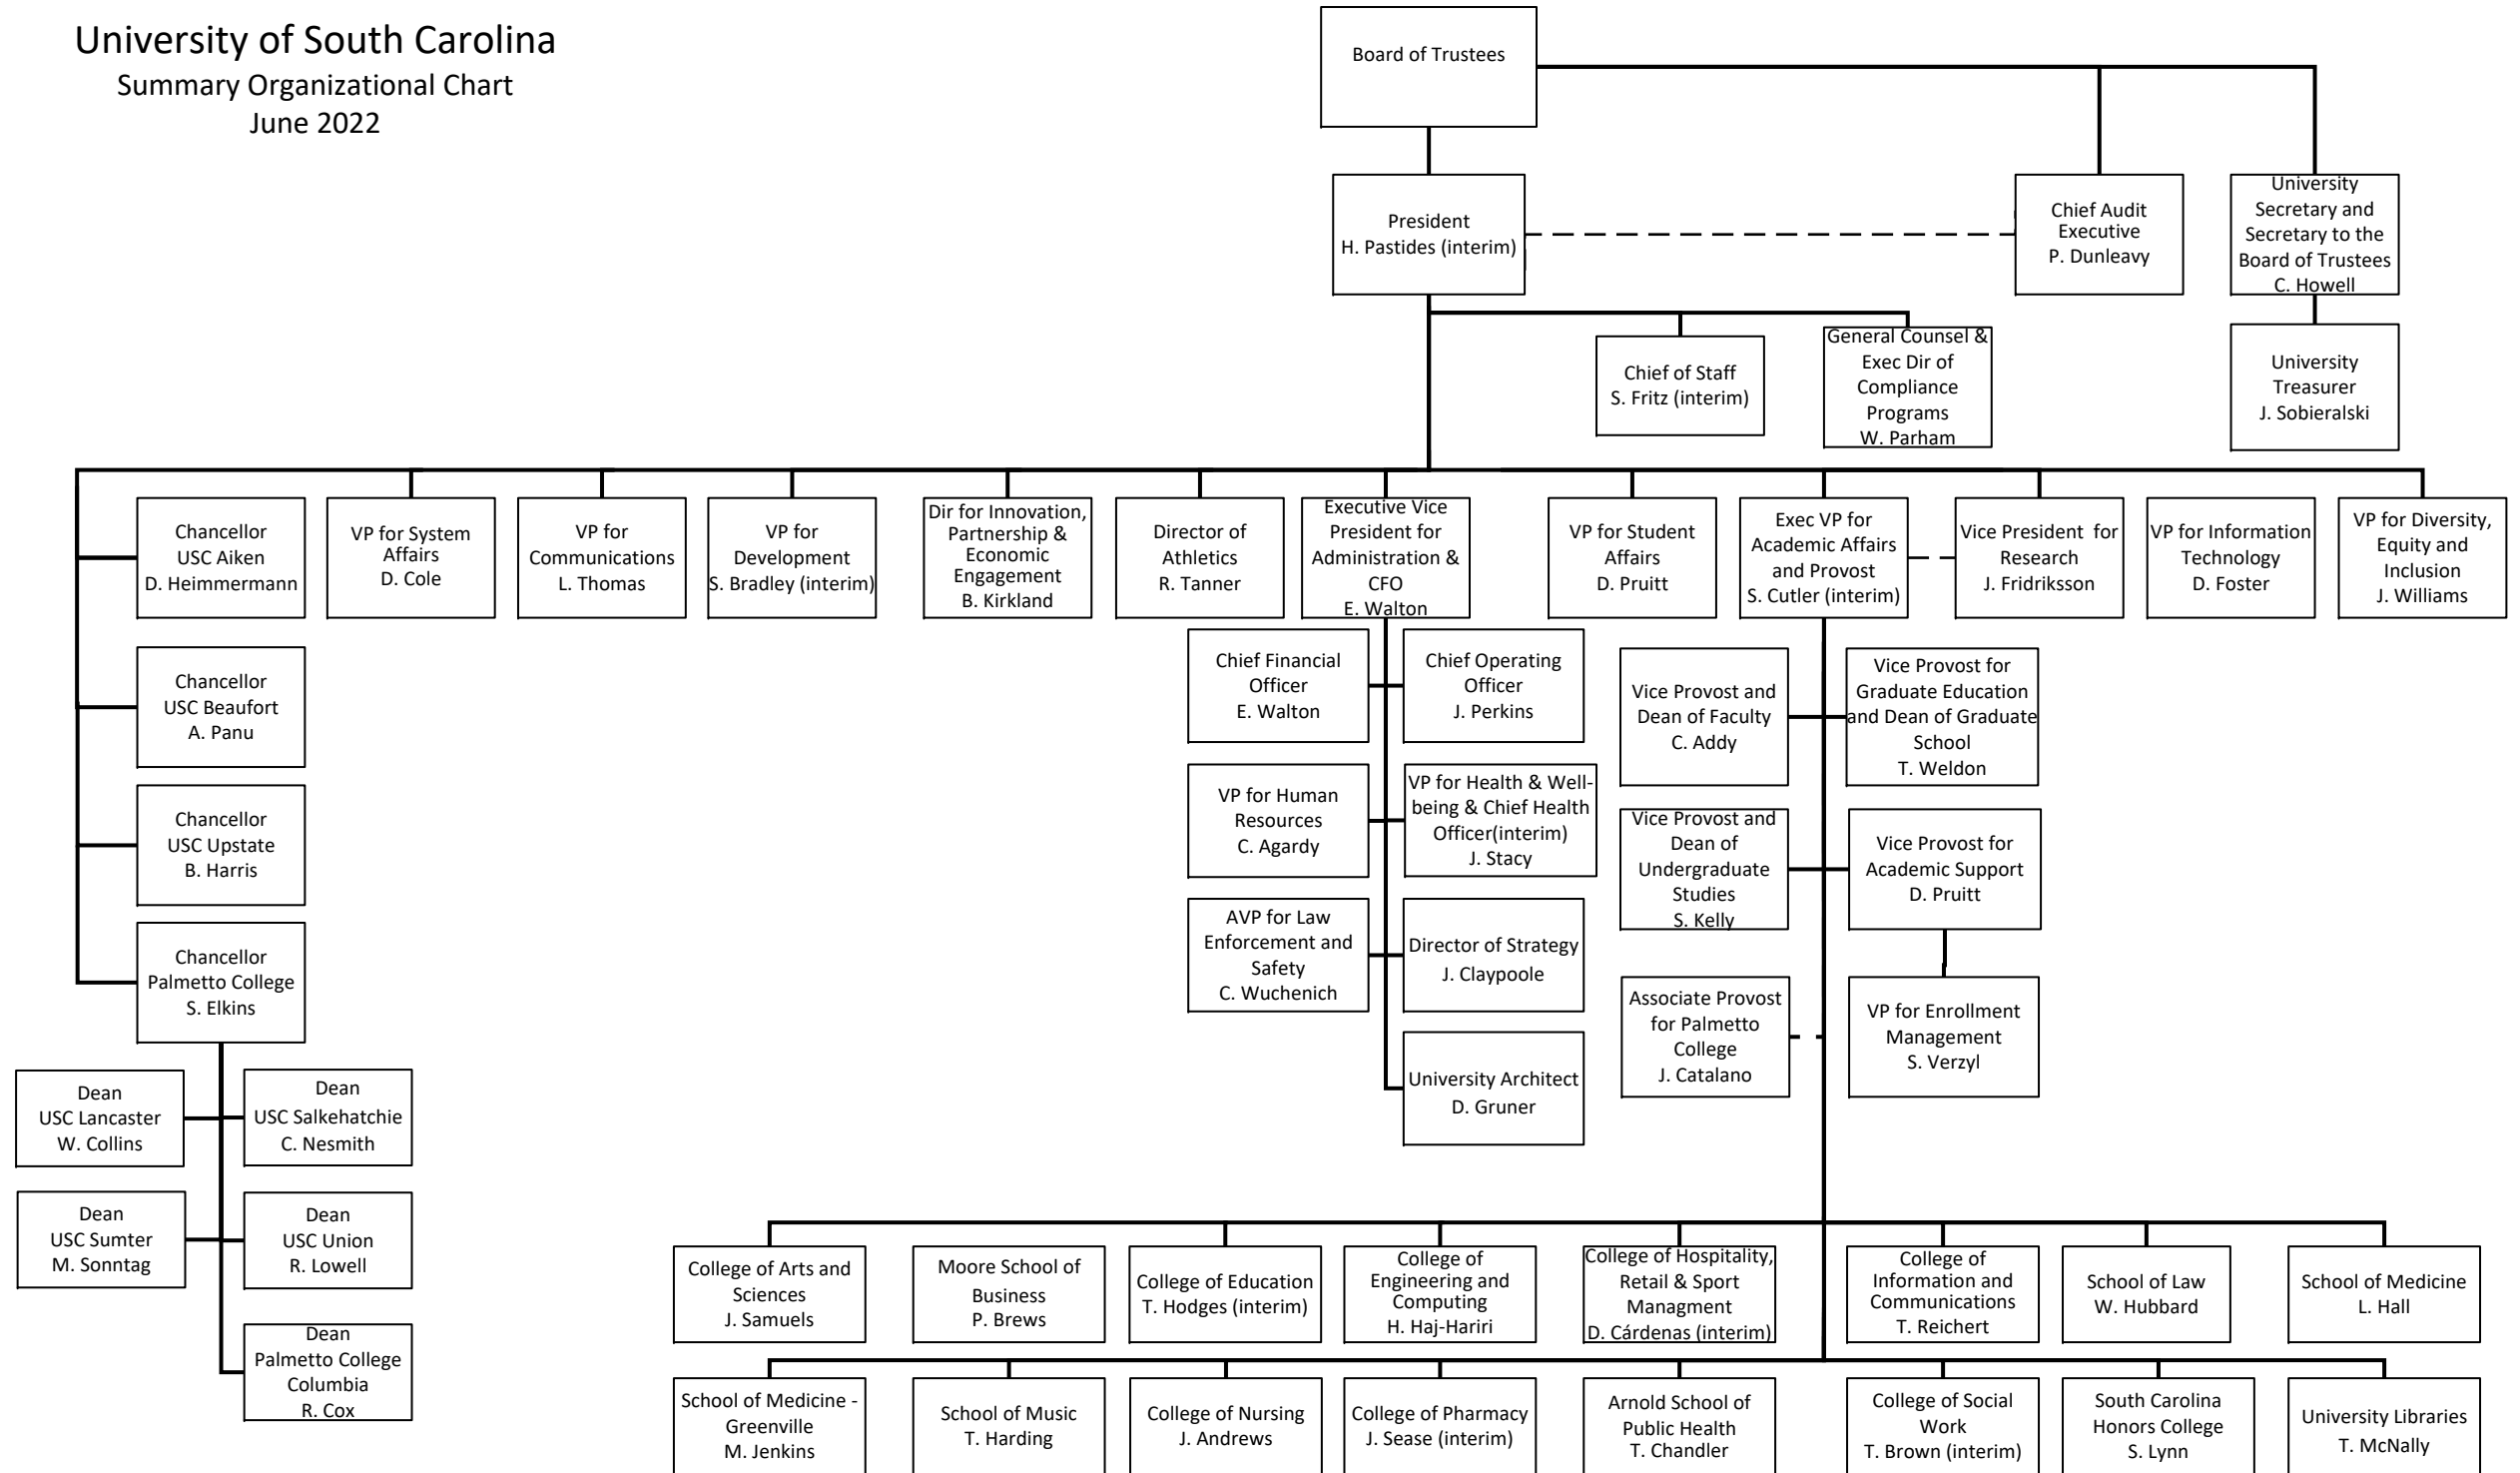 University of South Carolina
Summary Organizational Chart
June 2022
Board of Trustees
President
H. Pastides (interim)
Chief Audit
Executive
P. Dunleavy
University
Secretary and
Secretary to the
Board of Trustees
C. Howell
Chief of Staff
S. Fritz (interim)
General Counsel &
Exec Dir of
Compliance
Programs
W. Parham
University
Treasurer
J. Sobieralski
Chancellor
USC Aiken
D. Heimmermann
VP for System
Affairs
D. Cole
VP for
Communications
L. Thomas
VP for
Development
S. Bradley (interim)
Dir for Innovation,
Partnership &
Economic
Engagement
B. Kirkland
Director of
Athletics
R. Tanner
Executive Vice
President for
Administration &
CFO
E. Walton
VP for Student
Affairs
D. Pruitt
Exec VP for
Academic Affairs
and Provost
S. Cutler (interim)
Vice President  for
Research
J. Fridriksson
VP for Information
Technology
D. Foster
VP for Diversity,
Equity and
Inclusion
J. Williams
Chancellor
USC Beaufort
A. Panu
Chancellor
USC Upstate
B. Harris
Chancellor
Palmetto College
S. Elkins
Dean
USC Lancaster
W. Collins
Dean
USC Salkehatchie
C. Nesmith
Dean
USC Sumter
M. Sonntag
Dean
USC Union
R. Lowell
Dean
Palmetto College
Columbia
R. Cox
Chief Financial
Officer
E. Walton
Chief Operating
Officer
J. Perkins
VP for Human
Resources
C. Agardy
VP for Health & Well-
being & Chief Health
Officer(interim)
J. Stacy
AVP for Law
Enforcement and
Safety
C. Wuchenich
Director of Strategy
J. Claypoole
University Architect
D. Gruner
Vice Provost and
Dean of Faculty
C. Addy
Vice Provost for
Graduate Education
and Dean of Graduate
School
T. Weldon
Vice Provost and
Dean of
Undergraduate
Studies
S. Kelly
Vice Provost for
Academic Support
D. Pruitt
Associate Provost
for Palmetto
College
J. Catalano
VP for Enrollment
Management
S. Verzyl
College of Arts and
Sciences
J. Samuels
Moore School of
Business
P. Brews
College of Education
T. Hodges (interim)
College of
Engineering and
Computing
H. Haj-Hariri
College of Hospitality,
Retail & Sport
Managment
D. Cárdenas (interim)
College of
Information and
Communications
T. Reichert
School of Law
W. Hubbard
School of Medicine
L. Hall
School of Medicine -
Greenville
M. Jenkins
School of Music
T. Harding
College of Nursing
J. Andrews
College of Pharmacy
J. Sease (interim)
Arnold School of
Public Health
T. Chandler
College of Social
Work
T. Brown (interim)
South Carolina
Honors College
S. Lynn
University Libraries
T. McNally